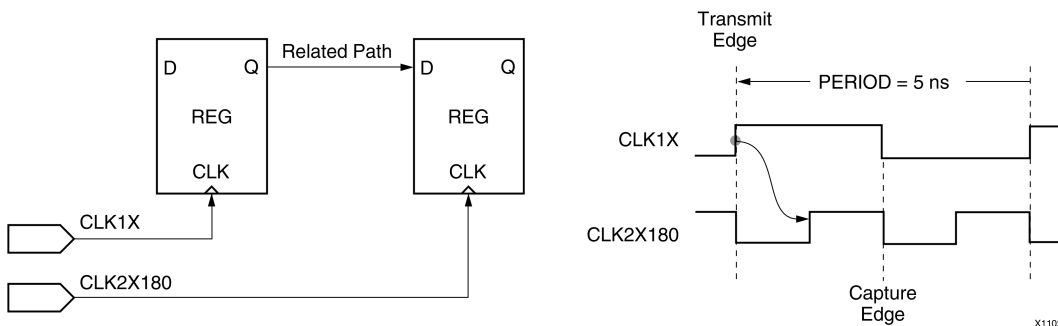 Related Path
D
Q
D
Q
REG
REG
CLK
CLK
CLK1X
CLK2X180
Transmit
Edge
PERIOD = 5 ns
CLK1X
CLK2X180
Capture
Edge